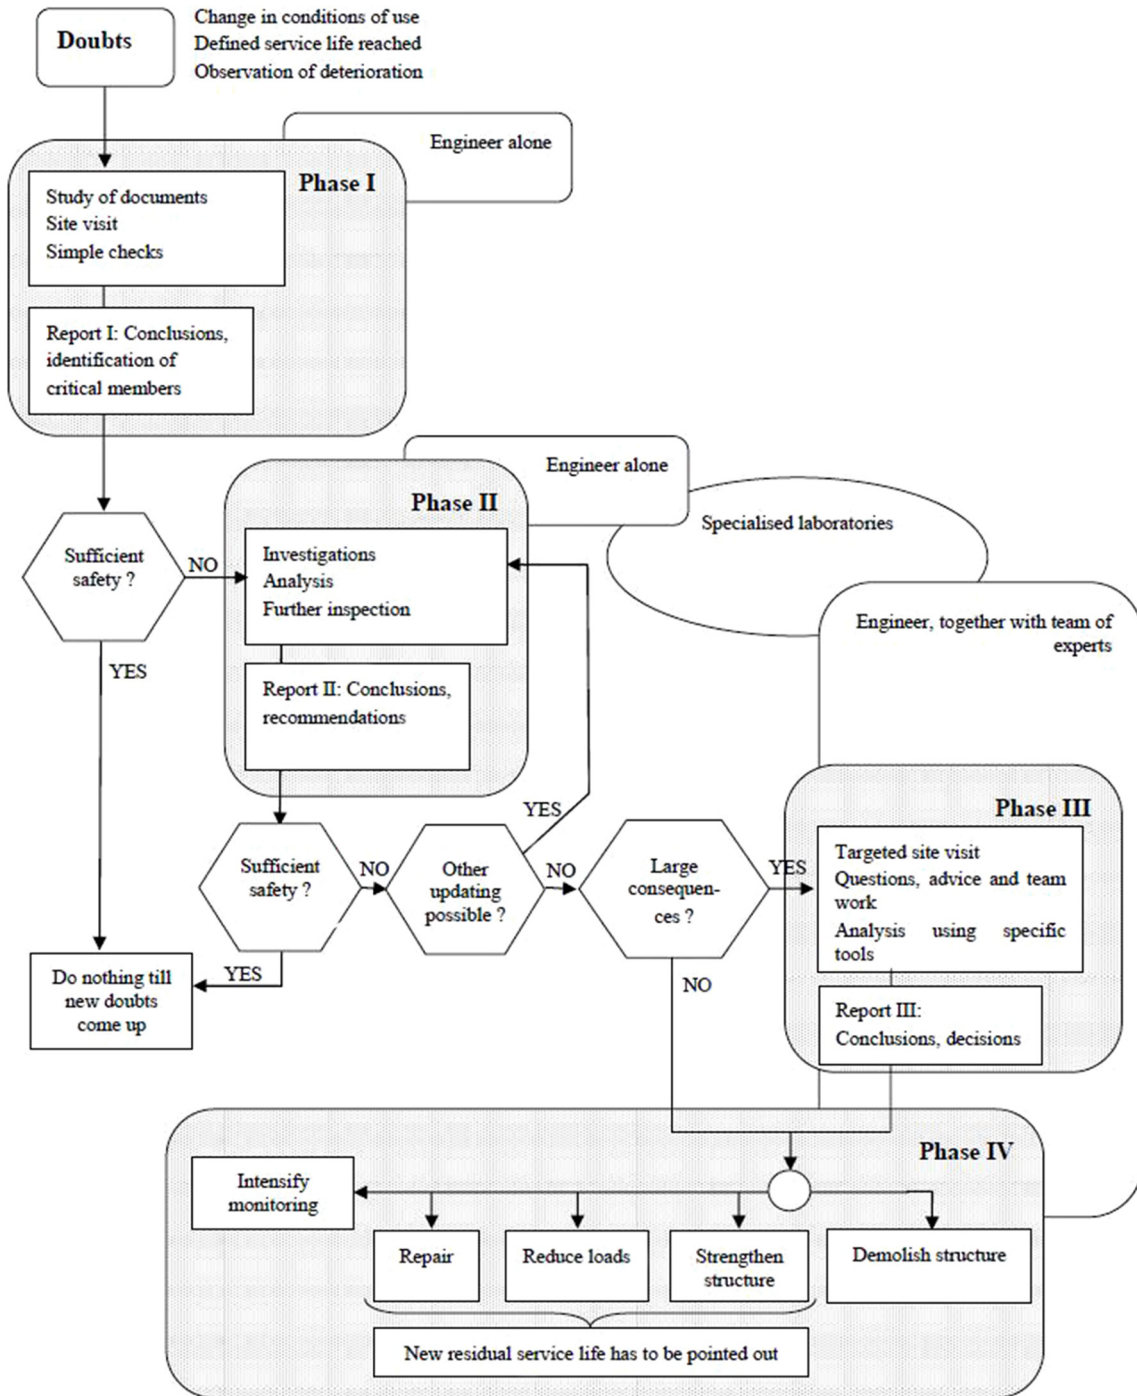 Doubts
Change in conditions of use
Defined service life reached
Observation of deterioration
Engineer alone
Phase I
Study of documents
Site visit
Simple checks
Report I: Conclusions,
identification of
critical members
Engineer alone
Phase II
Specialised laboratories
Sufficient
safety ?
NO
Investigations
Analysis
Further inspection
Engineer, together with team of
experts
YES
Report II: Conclusions,
recommendations
YES
Phase III
Sufficient
safety ?
NO
Other
updating
possible ?
NO
Large
consequen-
ces ?
YES
Targeted site visit
Questions, advice and team
work
Analysis using specific
tools
YES
NO
Do nothing till
new doubts
come up
Report III:
Conclusions, decisions
Phase IV
Intensify
monitoring
Repair
Reduce loads
Strengthen
structure
Demolish structure
New residual service life has to be pointed out